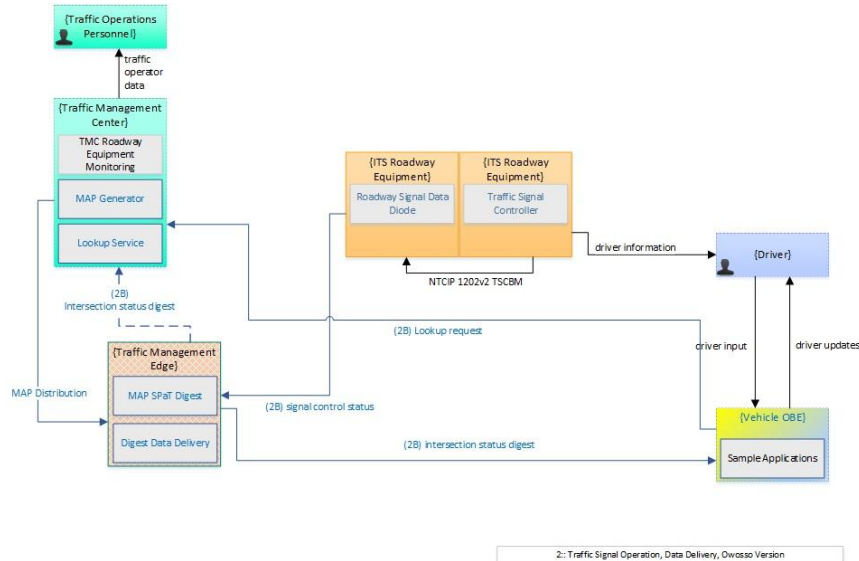 {Traffic Operations
Personnel}
traffic
operator
data
{Traffic Management
Center}
TMC Roadway
Equipment
Monitoring
MAP Generator
Lookup Service
{ITS Roadway
Equipment}
Roadway Signal Data
Diode
{ITS Roadway
Equipment}
Traffic Signal
Controller
driver information
{Driver}
NTCIP 1202v2 TSCBM
(2B)
Intersection status digest
(2B) Lookup request
driver input
driver updates
{Traffic Management
Edge}
MAP SPaT Digest
Digest Data Delivery
MAP Distribution
(2B) signal control status
(2B) intersection status digest
{Vehicle OBE}
Sample Applications
2:: Traffic Signal Operation, Data Delivery, Owosso Version